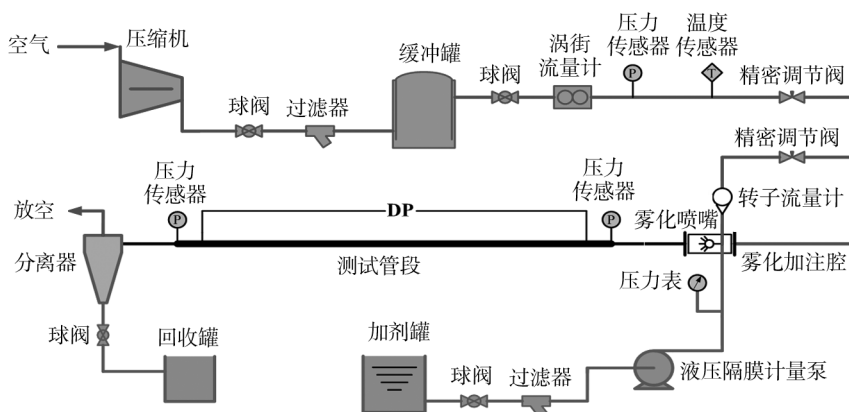 空气
压缩机
球阀
过滤器
缓冲罐
球阀
涡街
流量计
压力
传感器
P
温度
传感器
T
精密调节阀
精密调节阀
转子流量计
雾化喷嘴
雾化加注腔
压力
传感器
P
DP
测试管段
压力
传感器
P
放空
分离器
球阀
回收罐
加剂罐
球阀
过滤器
压力表
液压隔膜计量泵